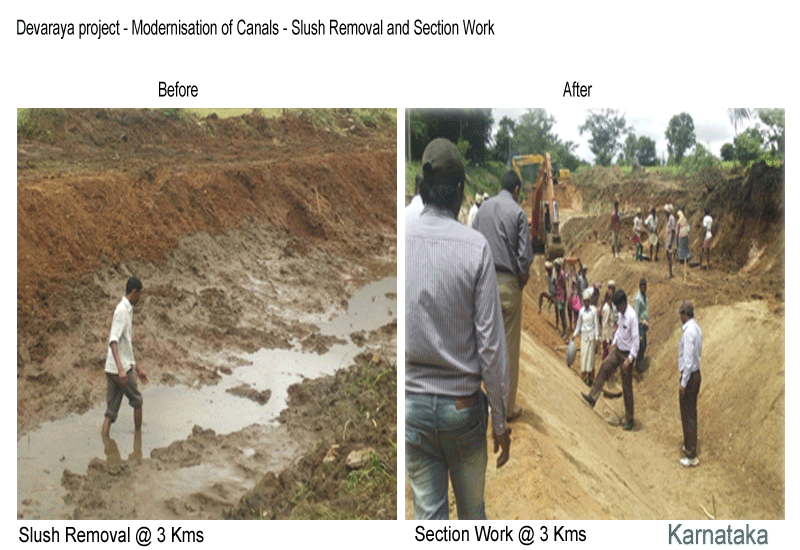 Devaraya project - Modernisation of Canals - Slush Removal and Section Work
Before
After
Slush Removal @ 3 Kms
Section Work @ 3 Kms
Karnataka